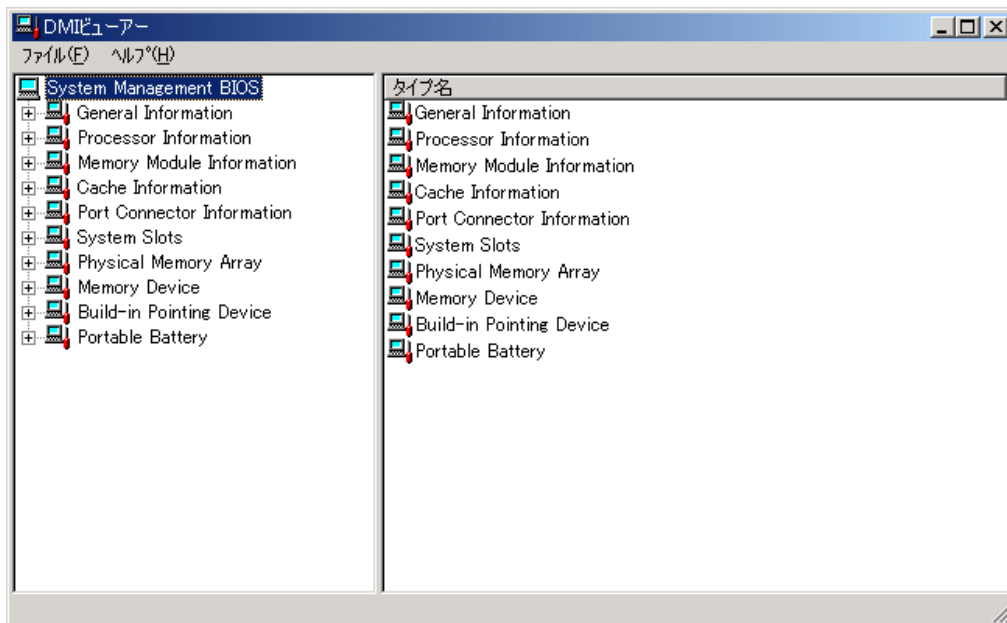 DMIﾋﾞｭｰｱｰ
ﾌｧｲﾙ(F) ﾍﾙﾌﾟ(H)
System Management BIOS
General Information
Processor Information
Memory Module Information
Cache Information
Port Connector Information
System Slots
Physical Memory Array
Memory Device
Build-in Pointing Device
Portable Battery
タイプ名
General Information
Processor Information
Memory Module Information
Cache Information
Port Connector Information
System Slots
Physical Memory Array
Memory Device
Build-in Pointing Device
Portable Battery